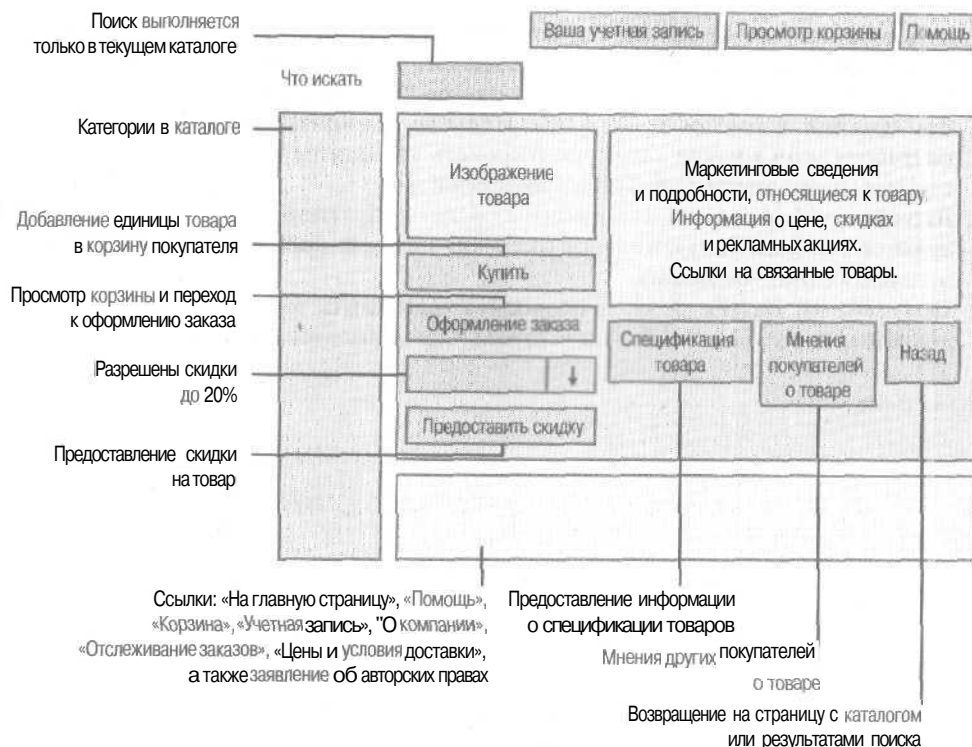 Поиск выполняется
только в текущем каталоге
Ваша учетная запись
Просмотр корзины
Помощь
Что искать
Категории в каталоге
Изображение
товара
Маркетинговые сведения
и подробности, относящиеся к товару.
Информация о цене, скидках
и рекламных акциях.
Ссылки на связанные товары.
Добавление единицы товара
в корзину покупателя
Купить
Просмотр корзины и переход
к оформлению заказа
Оформление заказа
Спецификация
товара
Мнения
покупателей
о товаре
Назад
Разрешены скидки
до 20%
Предоставить скидку
Предоставление скидки
на товар
Ссылки: «На главную страницу», «Помощь»,
«Корзина», «Учетная запись», "О компании»,
«Отслеживание заказов», «Цены и условия доставки»,
а также заявление об авторских правах
Предоставление информации
о спецификации товаров
Мнения других покупателей
о товаре
Возвращение на страницу с каталогом
или результатами поиска